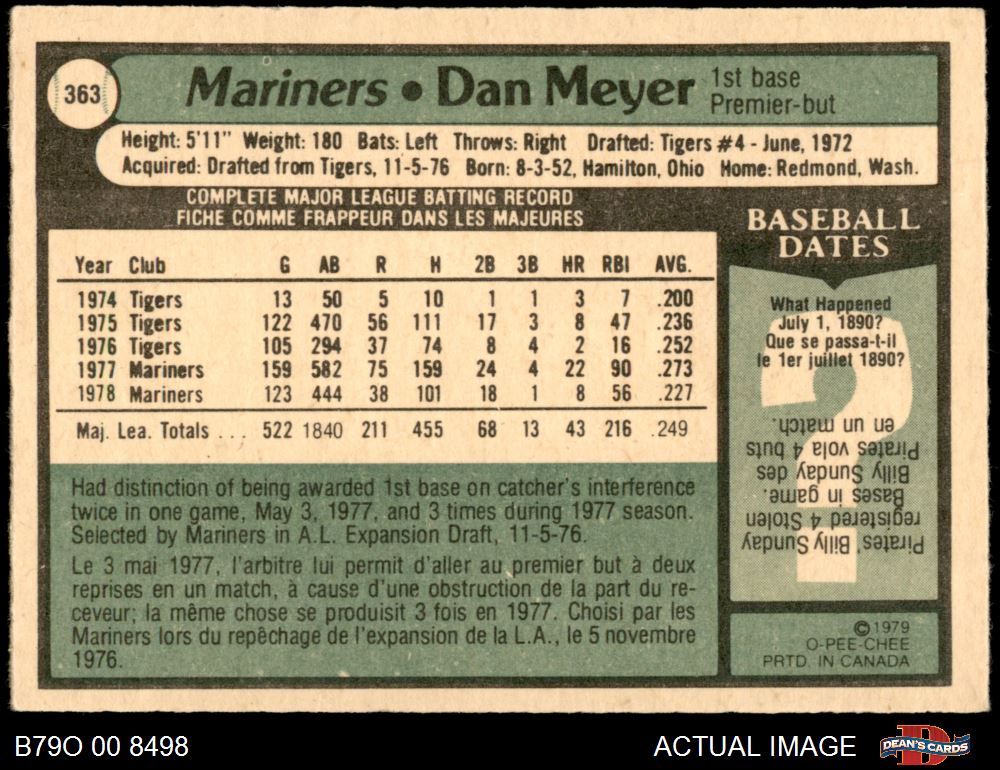 363
Mariners • Dan Meyer
1st base
Premier-but
Height: 5'11" Weight: 180 Bats: Left Throws: Right Drafted: Tigers #4 - June, 1972
Acquired: Drafted from Tigers, 11-5-76 Born: 8-3-52, Hamilton, Ohio Home: Redmond, Wash.
COMPLETE MAJOR LEAGUE BATTING RECORD
FICHE COMME FRAPPEUR DANS LES MAJEURES
Year Club G AB R H 2B 3B HR RBI AVG.
1974 Tigers 13 50 5 10 1 1 3 7 .200
1975 Tigers 122 470 56 111 17 3 8 47 .236
1976 Tigers 105 294 37 74 8 4 2 16 .252
1977 Mariners 159 582 75 159 24 4 22 90 .273
1978 Mariners 123 444 38 101 18 1 8 56 .227
Maj. Lea. Totals ... 522 1840 211 455 68 13 43 216 .249
Had distinction of being awarded 1st base on catcher's interference
twice in one game, May 3, 1977, and 3 times during 1977 season.
Selected by Mariners in A.L. Expansion Draft, 11-5-76.
Le 3 mai 1977, l'arbitre lui permit d'aller au premier but à deux
reprises en un match, à cause d'une obstruction de la part du re-
ceveur; la même chose se produisit 3 fois en 1977. Choisi par les
Mariners lors du repêchage de l'expansion de la L.A., le 5 novembre
1976.
BASEBALL
DATES
What Happened
July 1, 1890?
Que se passa-t-il
le 1er juillet 1890?
Pirates' Billy Sunday
registered 4 Stolen
Bases in game.
Billy Sunday des
Pirates vola 4 buts
en un match.
©1979
O-PEE-CHEE
PRTD. IN CANADA
B79O 00 8498
ACTUAL IMAGE
D
DEAN'S CARDS